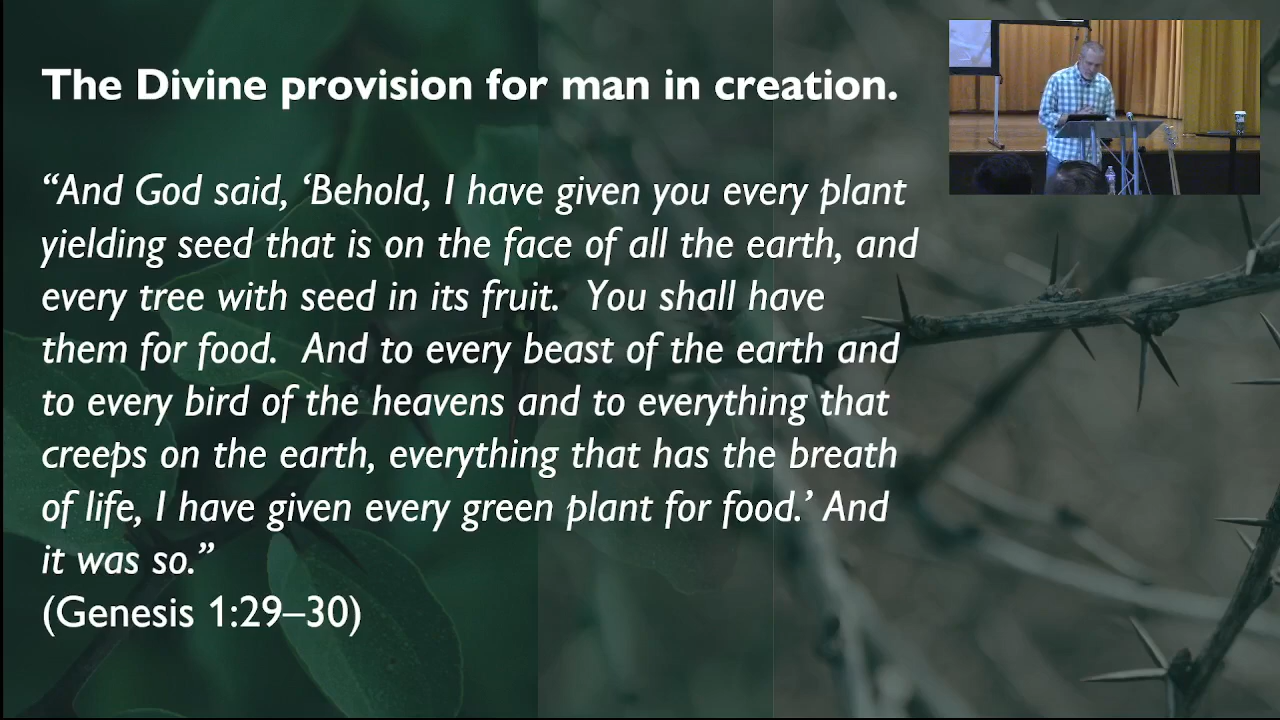 The Divine provision for man in creation.
“And God said, ‘Behold, I have given you every plant
yielding seed that is on the face of all the earth, and
every tree with seed in its fruit.  You shall have
them for food.  And to every beast of the earth and
to every bird of the heavens and to everything that
creeps on the earth, everything that has the breath
of life, I have given every green plant for food.’ And
it was so.”
(Genesis 1:29–30)